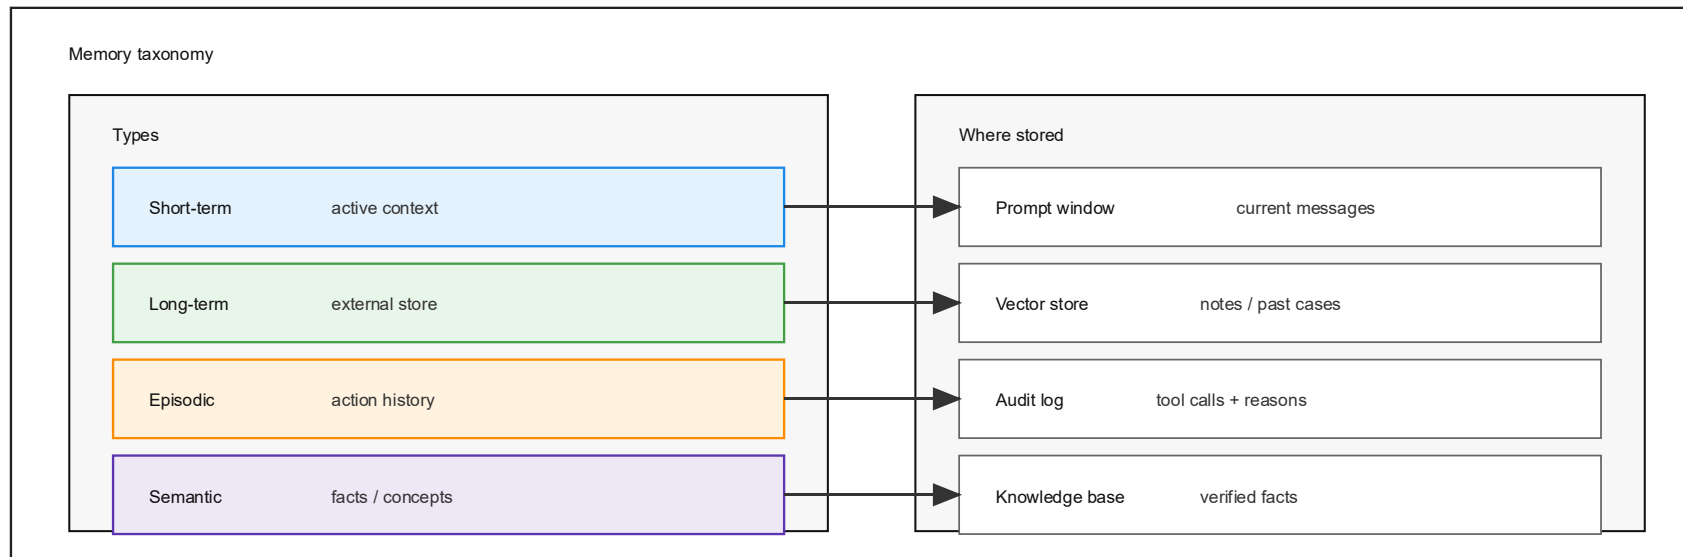 Memory taxonomy
Types
Short-term active context
Long-term external store
Episodic action history
Semantic facts / concepts
Where stored
Prompt window current messages
Vector store notes / past cases
Audit log tool calls + reasons
Knowledge base verified facts